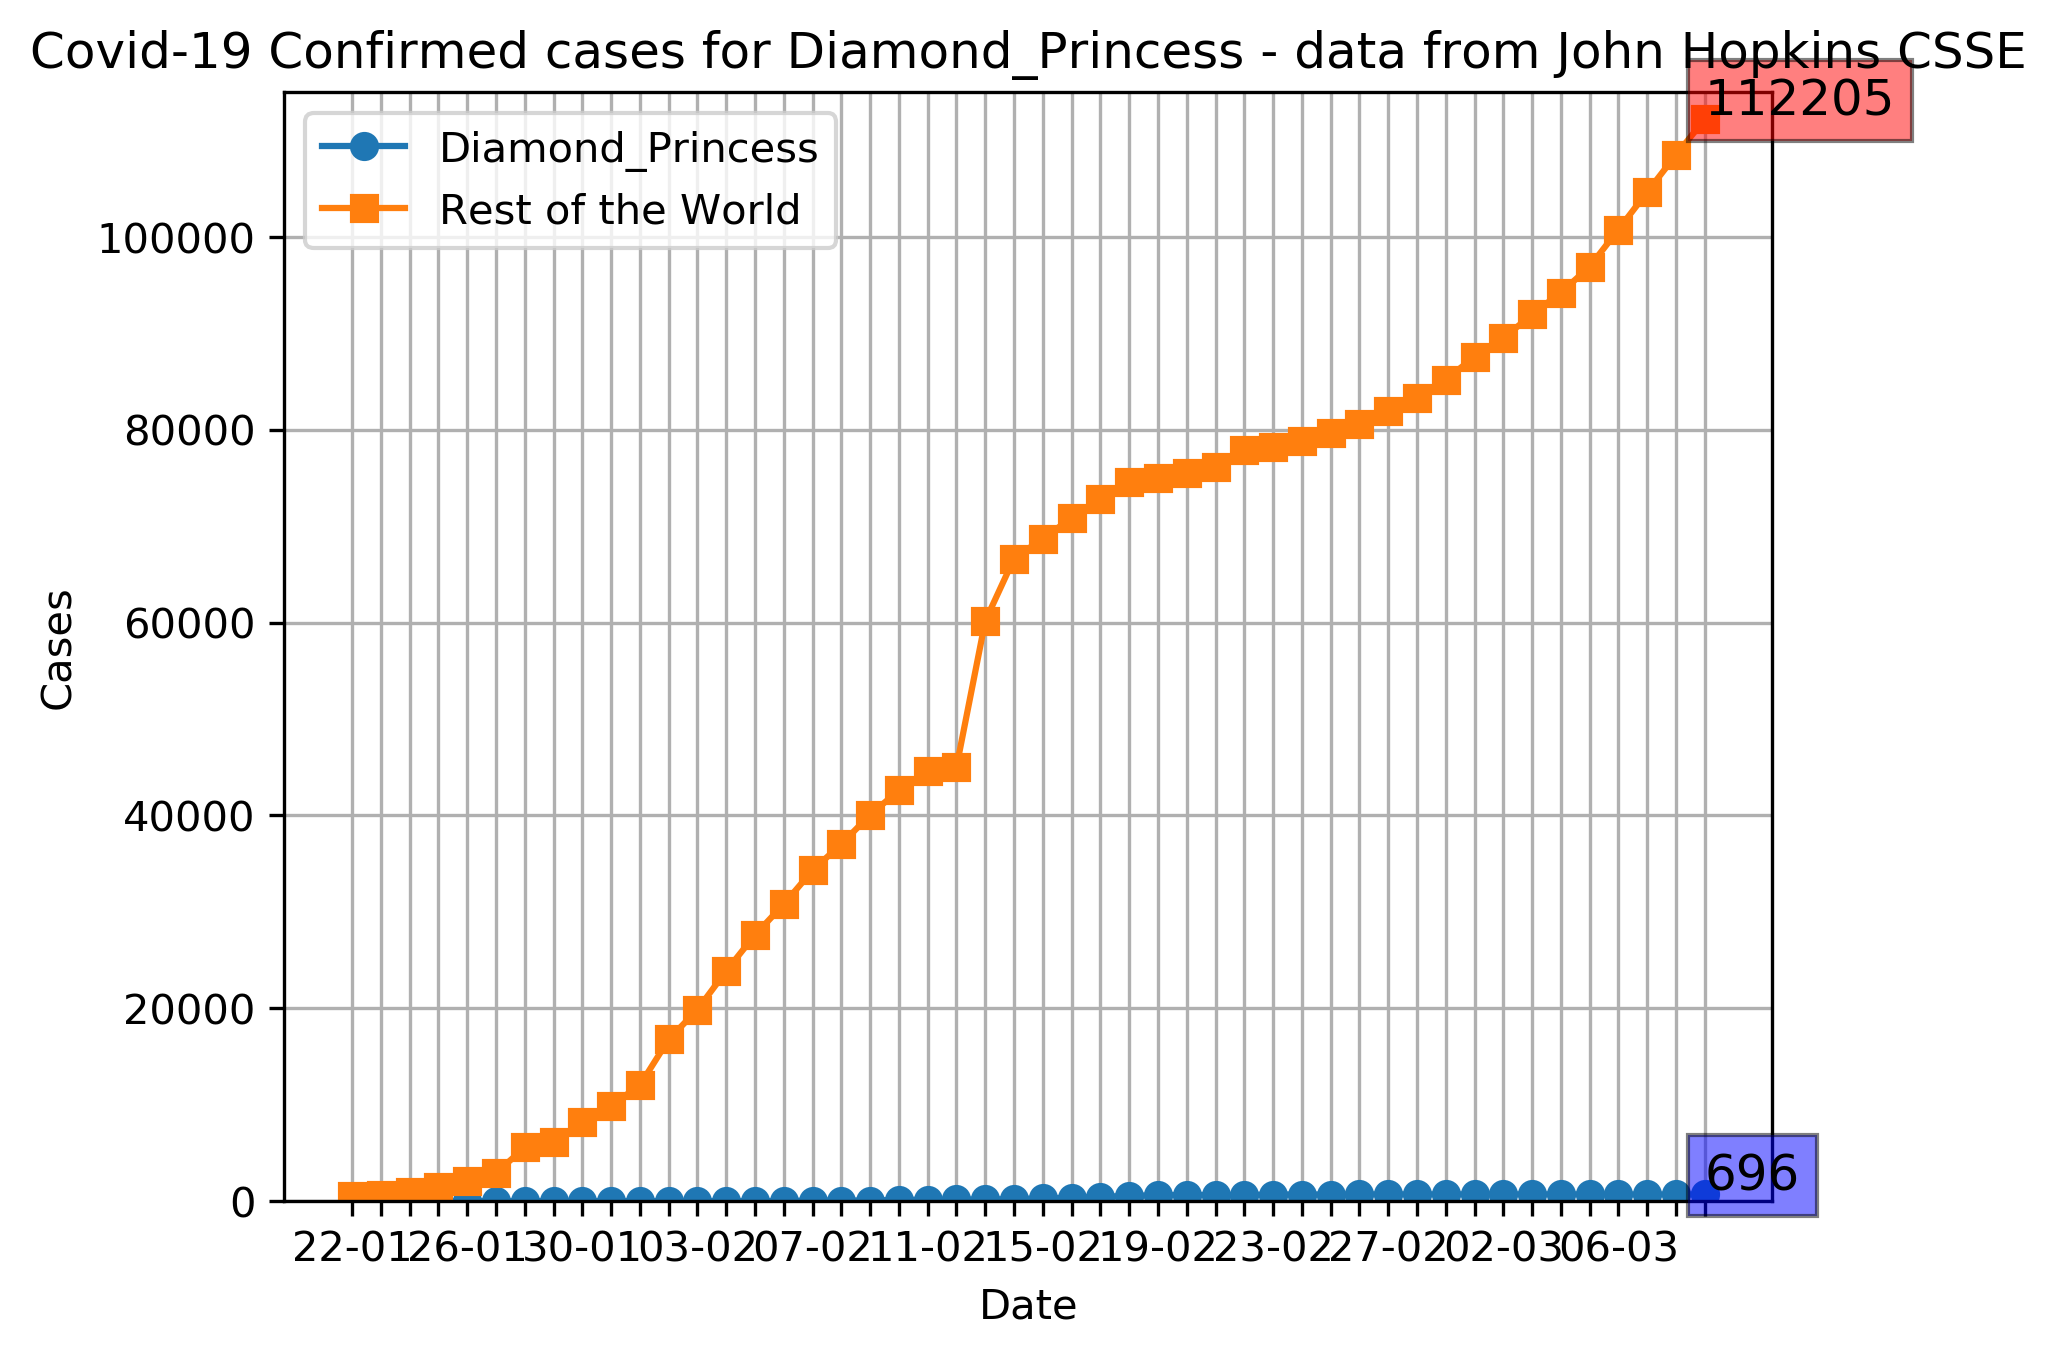 Covid-19 Confirmed cases for Diamond_Princess - data from John Hopkins CSSE
112205
Diamond_Princess
Rest of the World
100000
80000
60000
40000
20000
0
Cases
696
22-01 26-01 30-01 03-02 07-02 11-02 15-02 19-02 23-02 27-02 02-03 06-03
Date